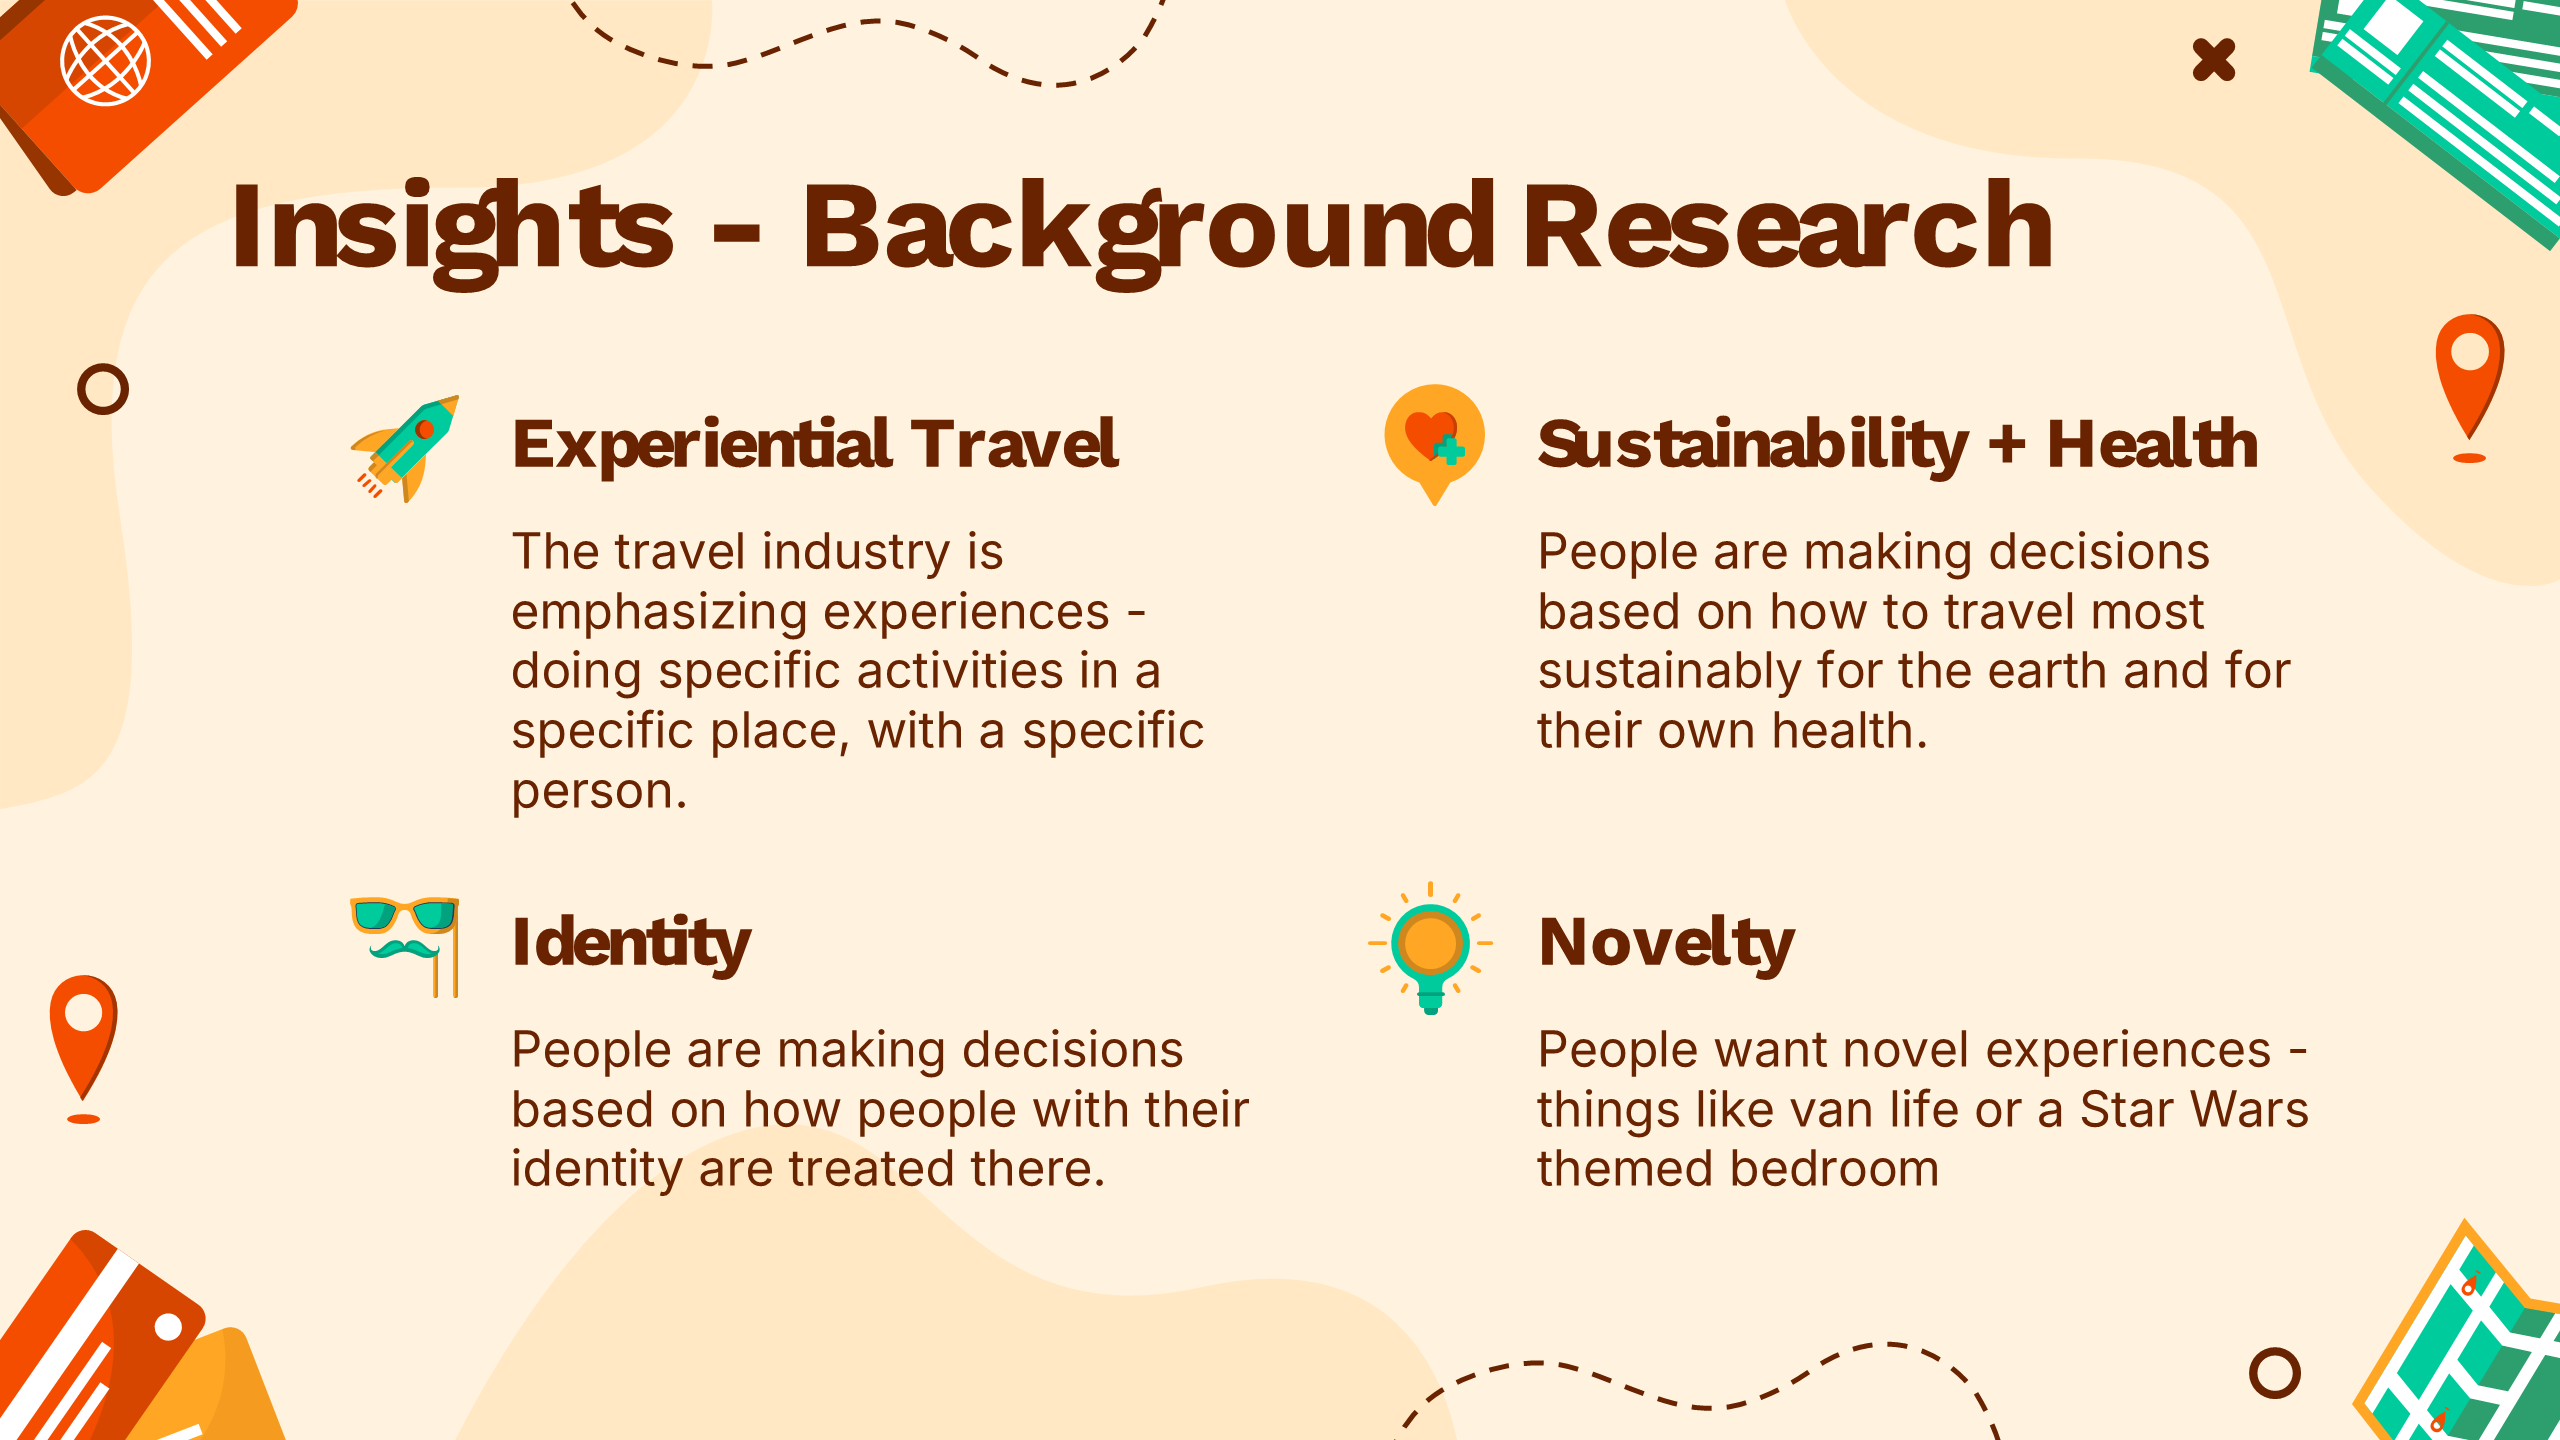 Insights - Background Research
Experiential Travel
The travel industry is
emphasizing experiences -
doing specific activities in a
specific place, with a specific
person.
Sustainability + Health
People are making decisions
based on how to travel most
sustainably for the earth and for
their own health.
Identity
People are making decisions
based on how people with their
identity are treated there.
Novelty
People want novel experiences -
things like van life or a Star Wars
themed bedroom